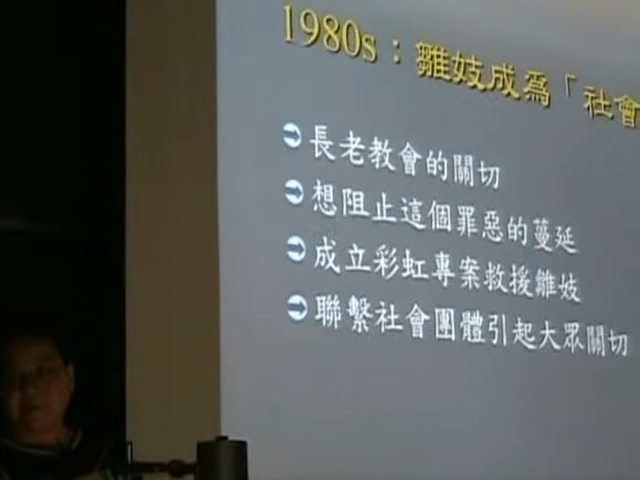 1980s：雛妓成為「社會
長老教會的關切
想阻止這個罪惡的蔓延
成立彩虹專案救援雛妓
聯繫社會團體引起大眾關切